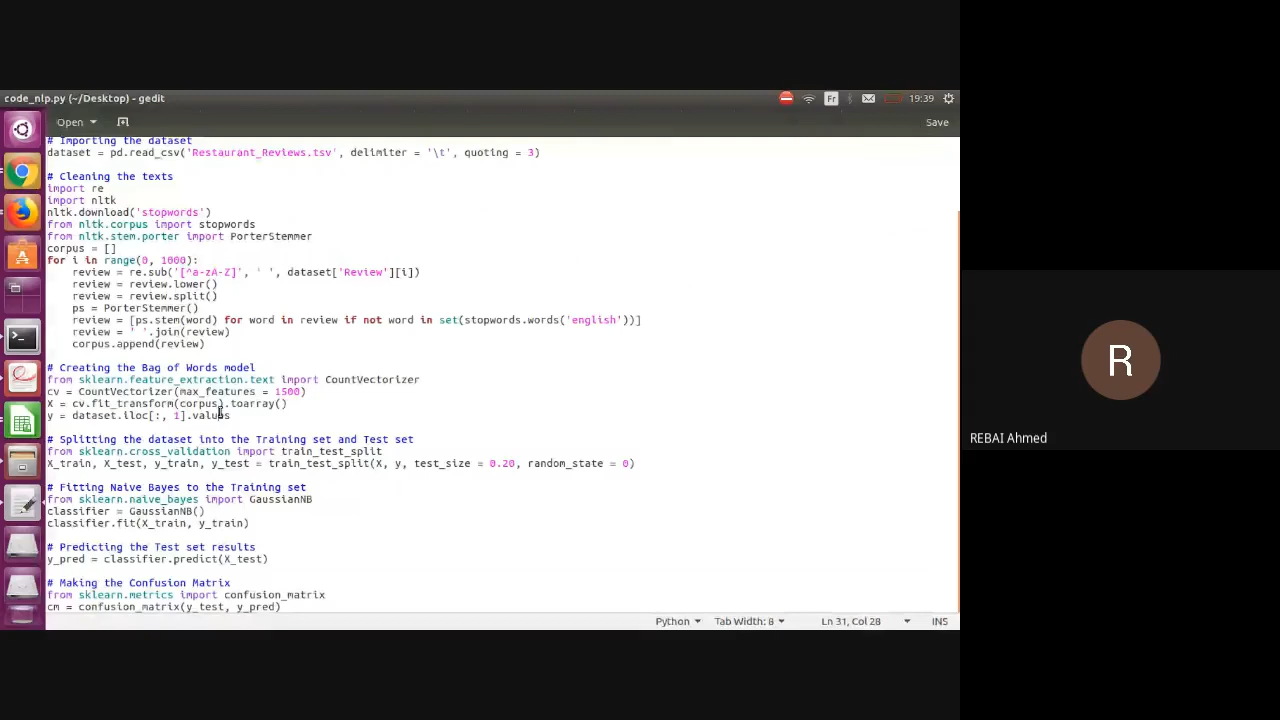 code_nlp.py (~/Desktop) - gedit
Fr
19:39
Open
Save
# Importing the dataset
dataset = pd.read_csv('Restaurant_Reviews.tsv', delimiter = '\t', quoting = 3)
# Cleaning the texts
import re
import nltk
nltk.download('stopwords')
from nltk.corpus import stopwords
from nltk.stem.porter import PorterStemmer
corpus = []
for i in range(0, 1000):
    review = re.sub('[^a-zA-Z]', ' ', dataset['Review'][i])
    review = review.lower()
    review = review.split()
    ps = PorterStemmer()
    review = [ps.stem(word) for word in review if not word in set(stopwords.words('english'))]
    review = ' '.join(review)
    corpus.append(review)
# Creating the Bag of Words model
from sklearn.feature_extraction.text import CountVectorizer
cv = CountVectorizer(max_features = 1500)
X = cv.fit_transform(corpus).toarray()
y = dataset.iloc[:, 1].values
# Splitting the dataset into the Training set and Test set
from sklearn.cross_validation import train_test_split
X_train, X_test, y_train, y_test = train_test_split(X, y, test_size = 0.20, random_state = 0)
# Fitting Naive Bayes to the Training set
from sklearn.naive_bayes import GaussianNB
classifier = GaussianNB()
classifier.fit(X_train, y_train)
# Predicting the Test set results
y_pred = classifier.predict(X_test)
# Making the Confusion Matrix
from sklearn.metrics import confusion_matrix
cm = confusion_matrix(y_test, y_pred)
Python
Tab Width: 8
Ln 31, Col 28
INS
R
REBAI Ahmed